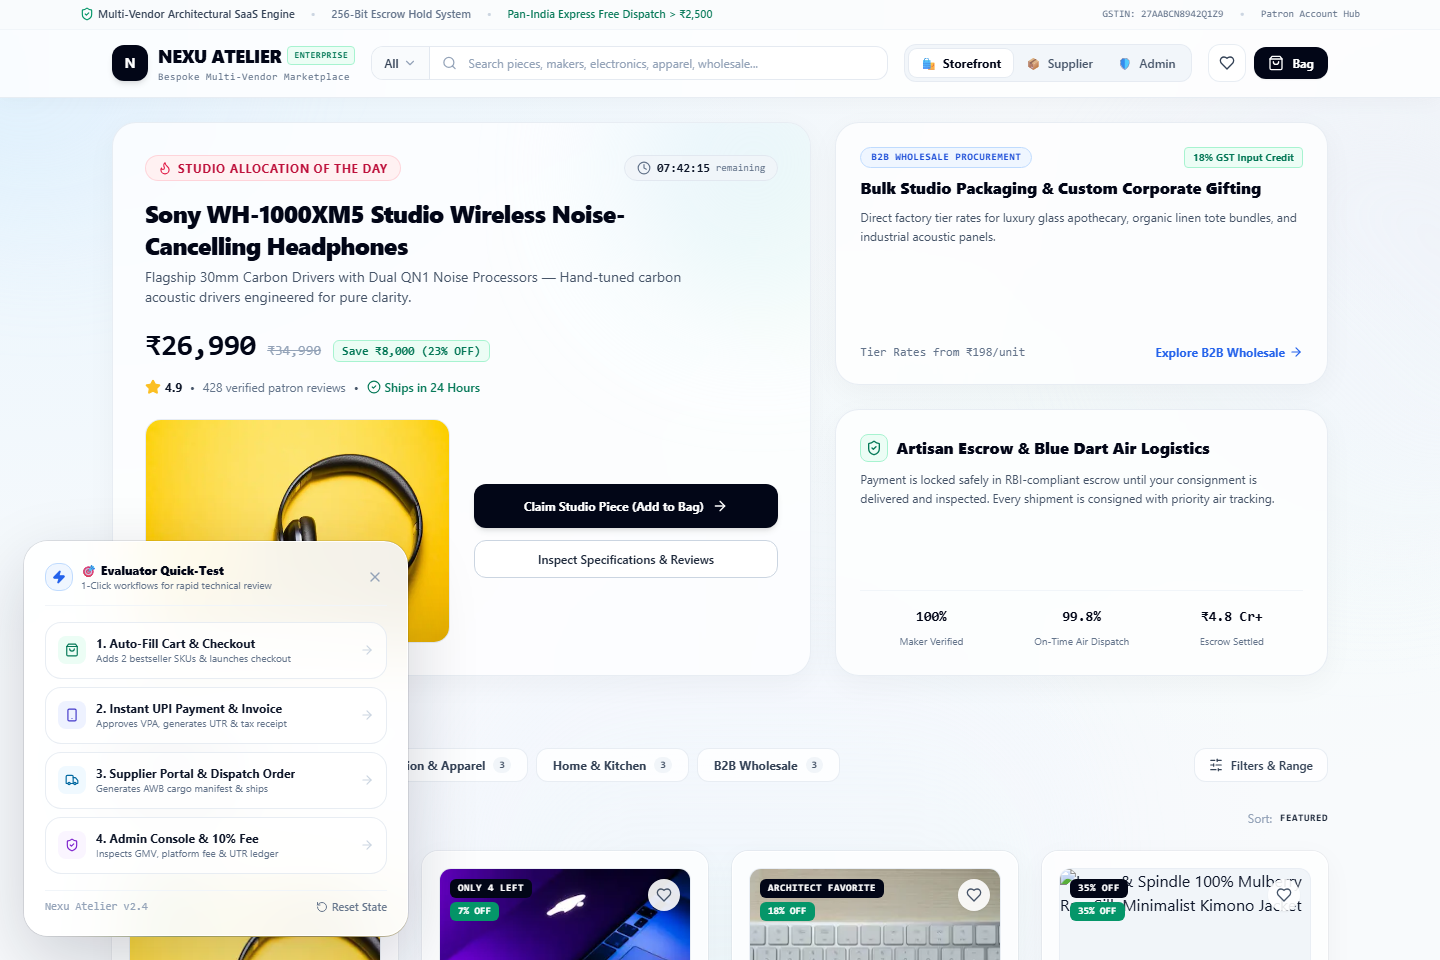 Multi-Vendor Architectural SaaS Engine • 256-Bit Escrow Hold System • Pan-India Express Free Dispatch > ₹2,500
GSTIN: 27AABCN8942Q1Z9 • Patron Account Hub
N
NEXU ATELIER ENTERPRISE
Bespoke Multi-Vendor Marketplace
All
Search pieces, makers, electronics, apparel, wholesale...
Storefront
Supplier
Admin
Bag
STUDIO ALLOCATION OF THE DAY
07:42:15 remaining
Sony WH-1000XM5 Studio Wireless Noise-
Cancelling Headphones
Flagship 30mm Carbon Drivers with Dual QN1 Noise Processors — Hand-tuned carbon
acoustic drivers engineered for pure clarity.
₹26,990 ₹34,990 Save ₹8,000 (23% OFF)
4.9 • 428 verified patron reviews • Ships in 24 Hours
Claim Studio Piece (Add to Bag)
Inspect Specifications & Reviews
B2B WHOLESALE PROCUREMENT
18% GST Input Credit
Bulk Studio Packaging & Custom Corporate Gifting
Direct factory tier rates for luxury glass apothecary, organic linen tote bundles, and
industrial acoustic panels.
Tier Rates from ₹198/unit
Explore B2B Wholesale
Artisan Escrow & Blue Dart Air Logistics
Payment is locked safely in RBI-compliant escrow until your consignment is
delivered and inspected. Every shipment is consigned with priority air tracking.
100%
Maker Verified
99.8%
On-Time Air Dispatch
₹4.8 Cr+
Escrow Settled
Evaluator Quick-Test
1-Click workflows for rapid technical review
1. Auto-Fill Cart & Checkout
Adds 2 bestseller SKUs & launches checkout
2. Instant UPI Payment & Invoice
Approves VPA, generates UTR & tax receipt
3. Supplier Portal & Dispatch Order
Generates AWB cargo manifest & ships
4. Admin Console & 10% Fee
Inspects GMV, platform fee & UTR ledger
Nexu Atelier v2.4
Reset State
& Apparel 3
Home & Kitchen 3
B2B Wholesale 3
Filters & Range
Sort: FEATURED
ONLY 4 LEFT
7% OFF
ARCHITECT FAVORITE
18% OFF
35% OFF
35% OFF
& Spindle 100% Mulberry
Minimalist Kimono Jacket